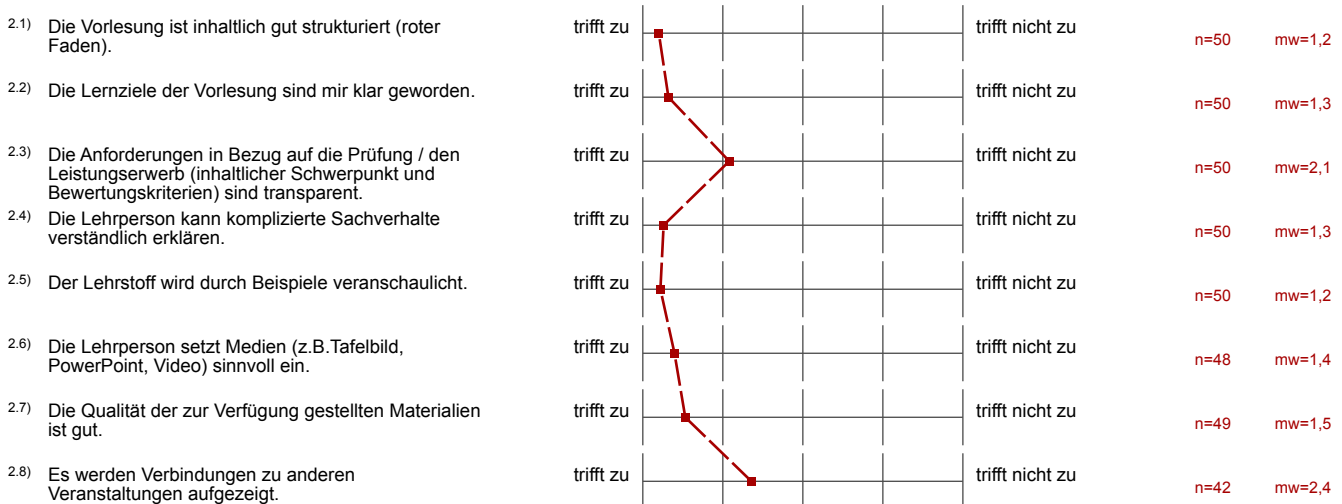 2.1) Die Vorlesung ist inhaltlich gut strukturiert (roter
Faden).
trifft zu
trifft nicht zu
n=50
mw=1,2
2.2) Die Lernziele der Vorlesung sind mir klar geworden.
trifft zu
trifft nicht zu
n=50
mw=1,3
2.3) Die Anforderungen in Bezug auf die Prüfung / den
Leistungserwerb (inhaltlicher Schwerpunkt und
Bewertungskriterien) sind transparent.
trifft zu
trifft nicht zu
n=50
mw=2,1
2.4) Die Lehrperson kann komplizierte Sachverhalte
verständlich erklären.
trifft zu
trifft nicht zu
n=50
mw=1,3
2.5) Der Lehrstoff wird durch Beispiele veranschaulicht.
trifft zu
trifft nicht zu
n=50
mw=1,2
2.6) Die Lehrperson setzt Medien (z.B.Tafelbild,
PowerPoint, Video) sinnvoll ein.
trifft zu
trifft nicht zu
n=48
mw=1,4
2.7) Die Qualität der zur Verfügung gestellten Materialien
ist gut.
trifft zu
trifft nicht zu
n=49
mw=1,5
2.8) Es werden Verbindungen zu anderen
Veranstaltungen aufgezeigt.
trifft zu
trifft nicht zu
n=42
mw=2,4